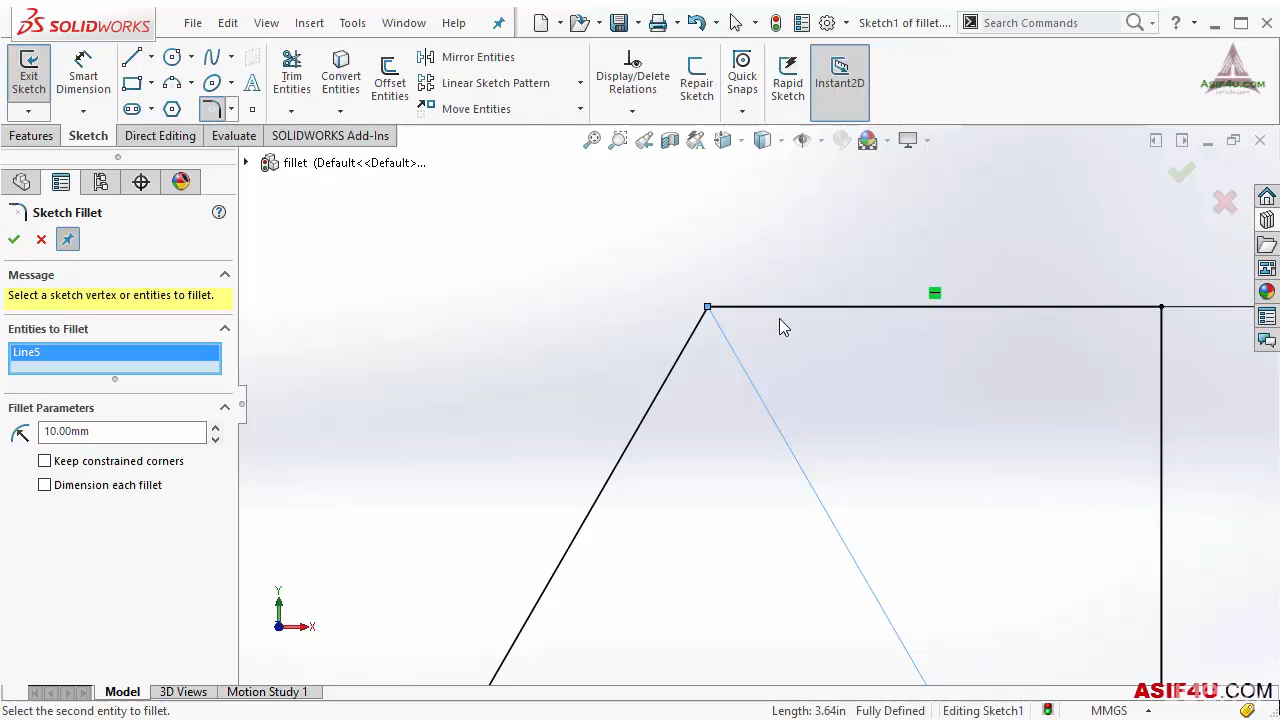 SOLIDWORKS
File Edit View Insert Tools Window Help
Sketch1 of fillet....
Search Commands
Exit Sketch
Smart Dimension
Trim Entities
Convert Entities
Offset Entities
Mirror Entities
Linear Sketch Pattern
Move Entities
Display/Delete Relations
Repair Sketch
Quick Snaps
Rapid Sketch
Instant2D
Asif4U.com
Features Sketch Direct Editing Evaluate SOLIDWORKS Add-Ins
fillet (Default<<Default>...
Sketch Fillet
Message
Select a sketch vertex or entities to fillet.
Entities to Fillet
Line5
Fillet Parameters
10.00mm
Keep constrained corners
Dimension each fillet
Y
X
Model 3D Views Motion Study 1
ASIF4U.COM
Select the second entity to fillet. Length: 3.64in Fully Defined Editing Sketch1 MMGS